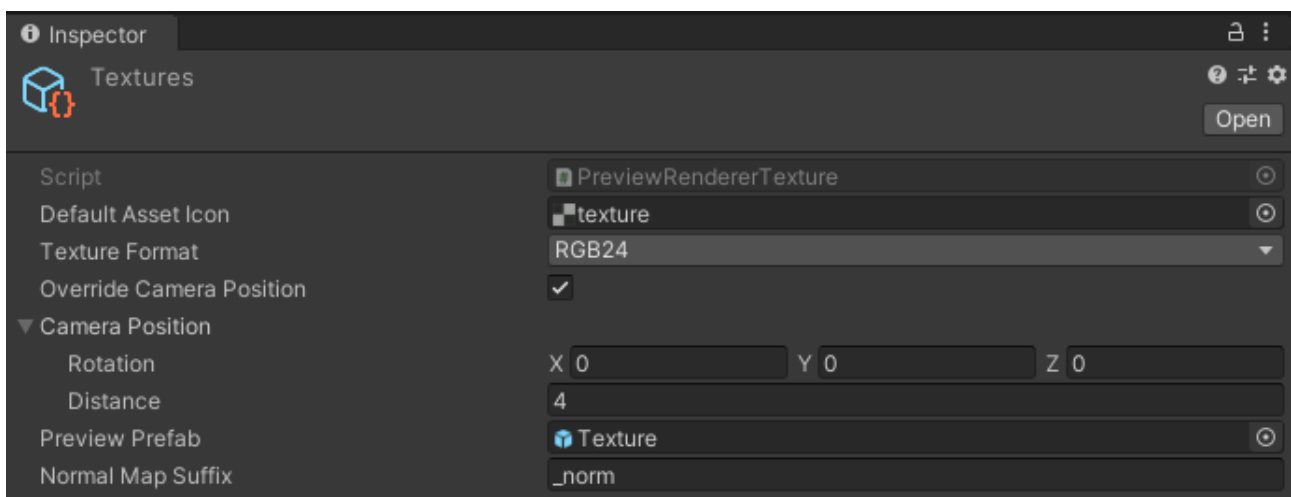 Inspector
Textures
Open
Script PreviewRendererTexture
Default Asset Icon texture
Texture Format RGB24
Override Camera Position
Camera Position
Rotation X 0 Y 0 Z 0
Distance 4
Preview Prefab Texture
Normal Map Suffix _norm